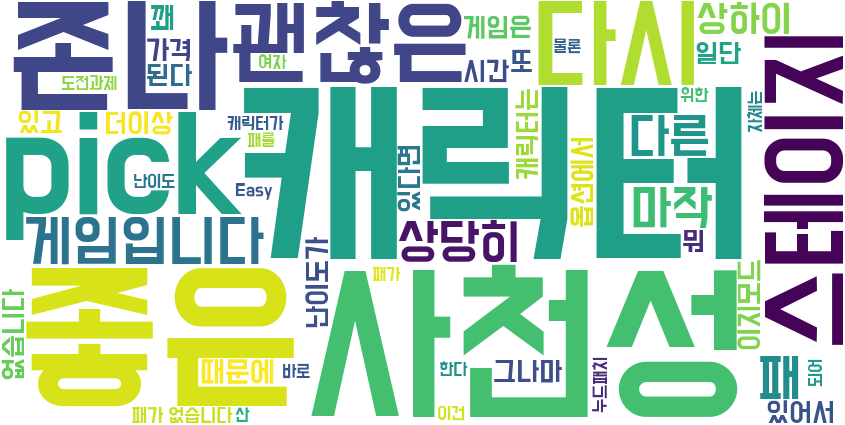 존나
꽤
가격
된다
도전과제
괜찮은
여자
게임은
시간
또
물론
다시
상하이
일단
스테이지
있고
더이상
캐릭터가
패를
pick
난이도
Easy
캐릭터
있다면
캐릭터는
옵션에서
위한
다른
자체는
마작
뭐
게임입니다
상당히
없습니다
좋은
난이도가
패가
사천성
이지모드
때문에
바로
한다
그나마
누드패치
패
되어
있어서
패가 없습니다
산
이건